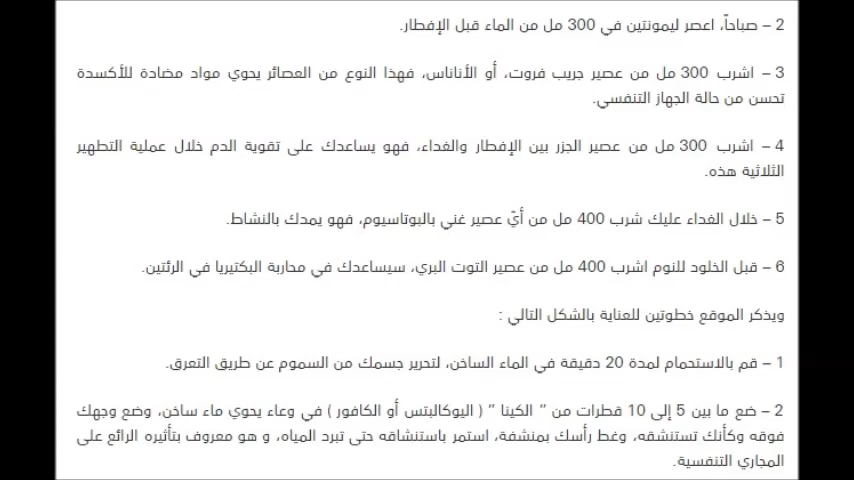 2 – صباحاً، اعصر ليمونتين في 300 مل من الماء قبل الإفطار.
3 – اشرب 300 مل من عصير جريب فروت، أو الأناناس، فهذا النوع من العصائر يحوي مواد مضادة للأكسدة
تحسن من حالة الجهاز التنفسي.
4 – اشرب 300 مل من عصير الجزر بين الإفطار والغداء، فهو يساعدك على تقوية الدم خلال عملية التطهير
الثلاثية هذه.
5 – خلال الغداء عليك شرب 400 مل من أيّ عصير غني بالبوتاسيوم، فهو يمدك بالنشاط.
6 – قبل الخلود للنوم اشرب 400 مل من عصير التوت البري، سيساعدك في محاربة البكتيريا في الرئتين.
ويذكر الموقع خطوتين للعناية بالشكل التالي :
1 – قم بالاستحمام لمدة 20 دقيقة في الماء الساخن، لتحرير جسمك من السموم عن طريق التعرق.
2 – ضع ما بين 5 إلى 10 قطرات من ” الكينا ” ( اليوكالبتس أو الكافور ) في وعاء يحوي ماء ساخن، وضع وجهك
فوقه وكأنك تستنشقه، وغط رأسك بمنشفة، استمر باستنشاقه حتى تبرد المياه، و هو معروف بتأثيره الرائع على
المجاري التنفسية.